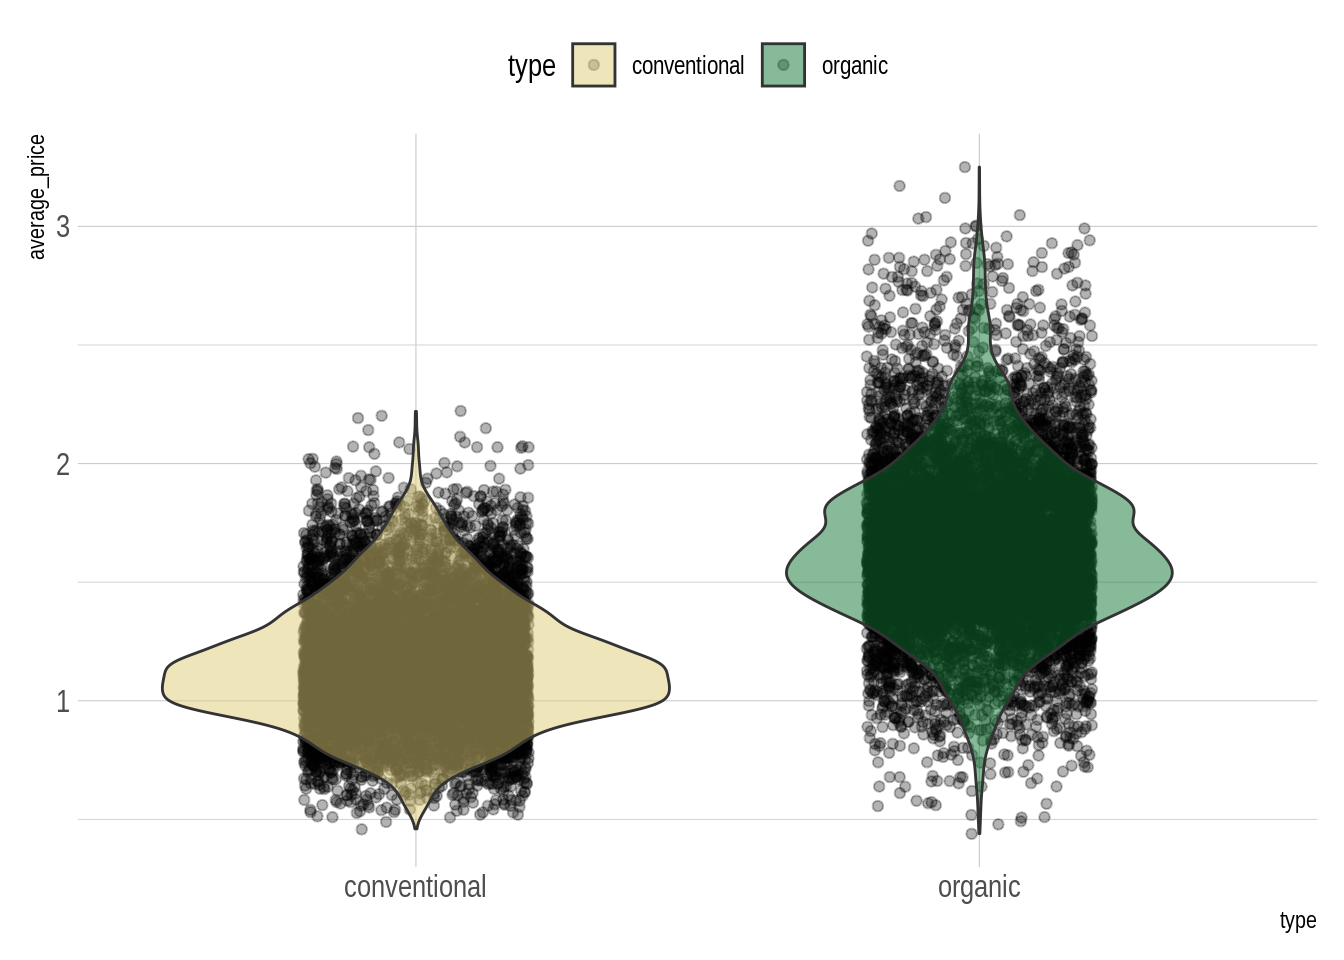 type conventional organic
average_price
3
2
1
conventional organic
type